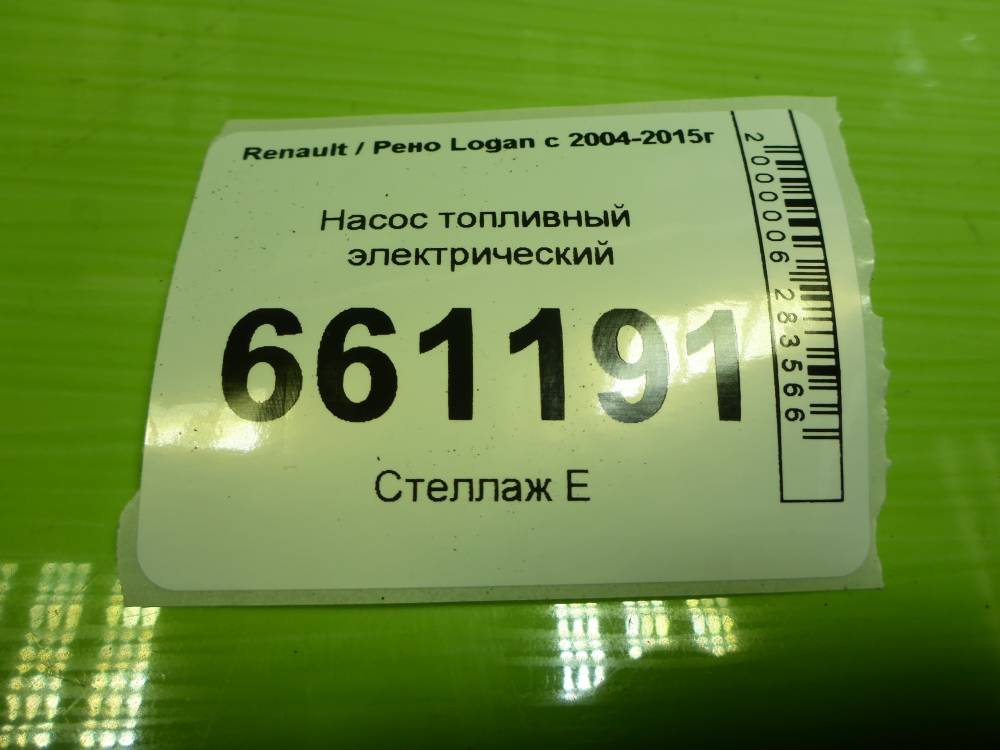 Renault / Рено Logan с 2004-2015г
Насос топливный
электрический
661191
Стеллаж Е
2000006283566